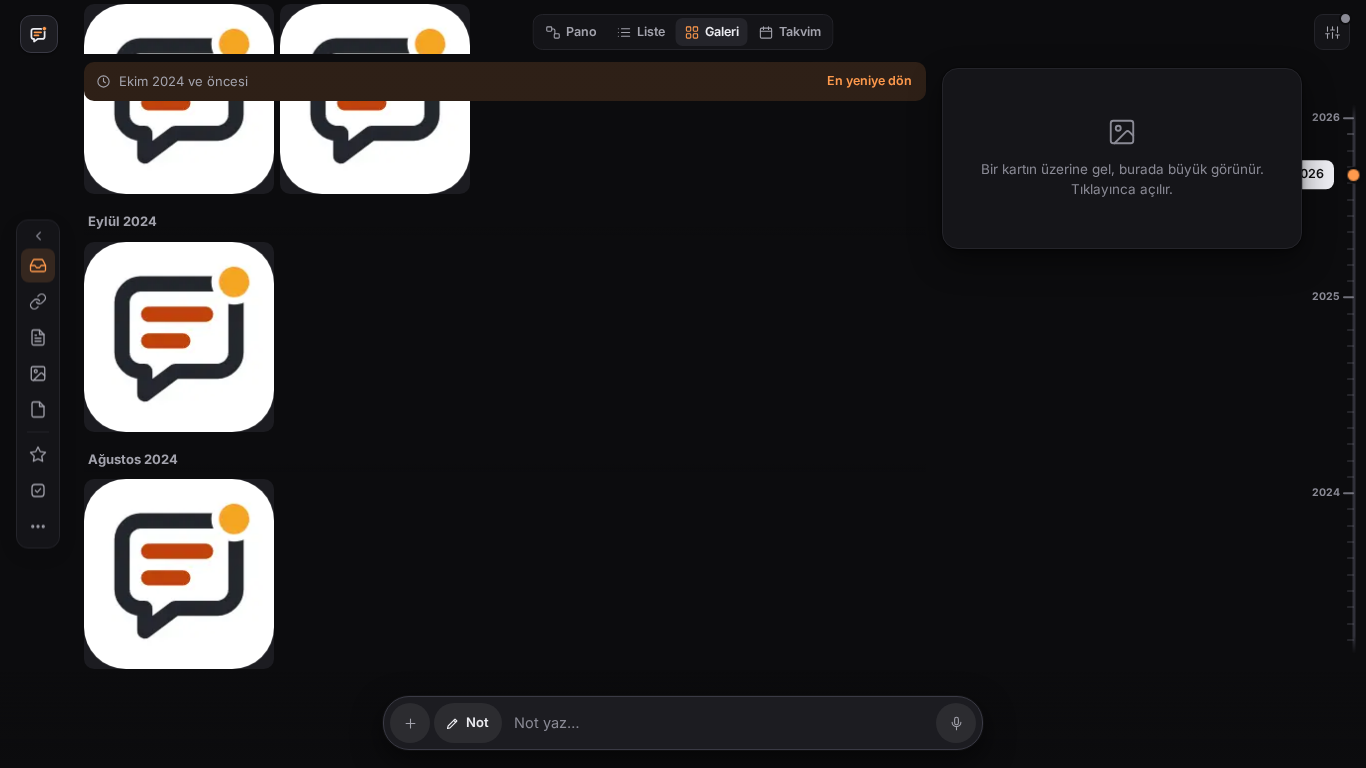 Pano
Liste
Galeri
Takvim
Ekim 2024 ve öncesi
En yeniye dön
Bir kartın üzerine gel, burada büyük görünür.
Tıklayınca açılır.
2026
026
2025
2024
Eylül 2024
Ağustos 2024
Not
Not yaz...